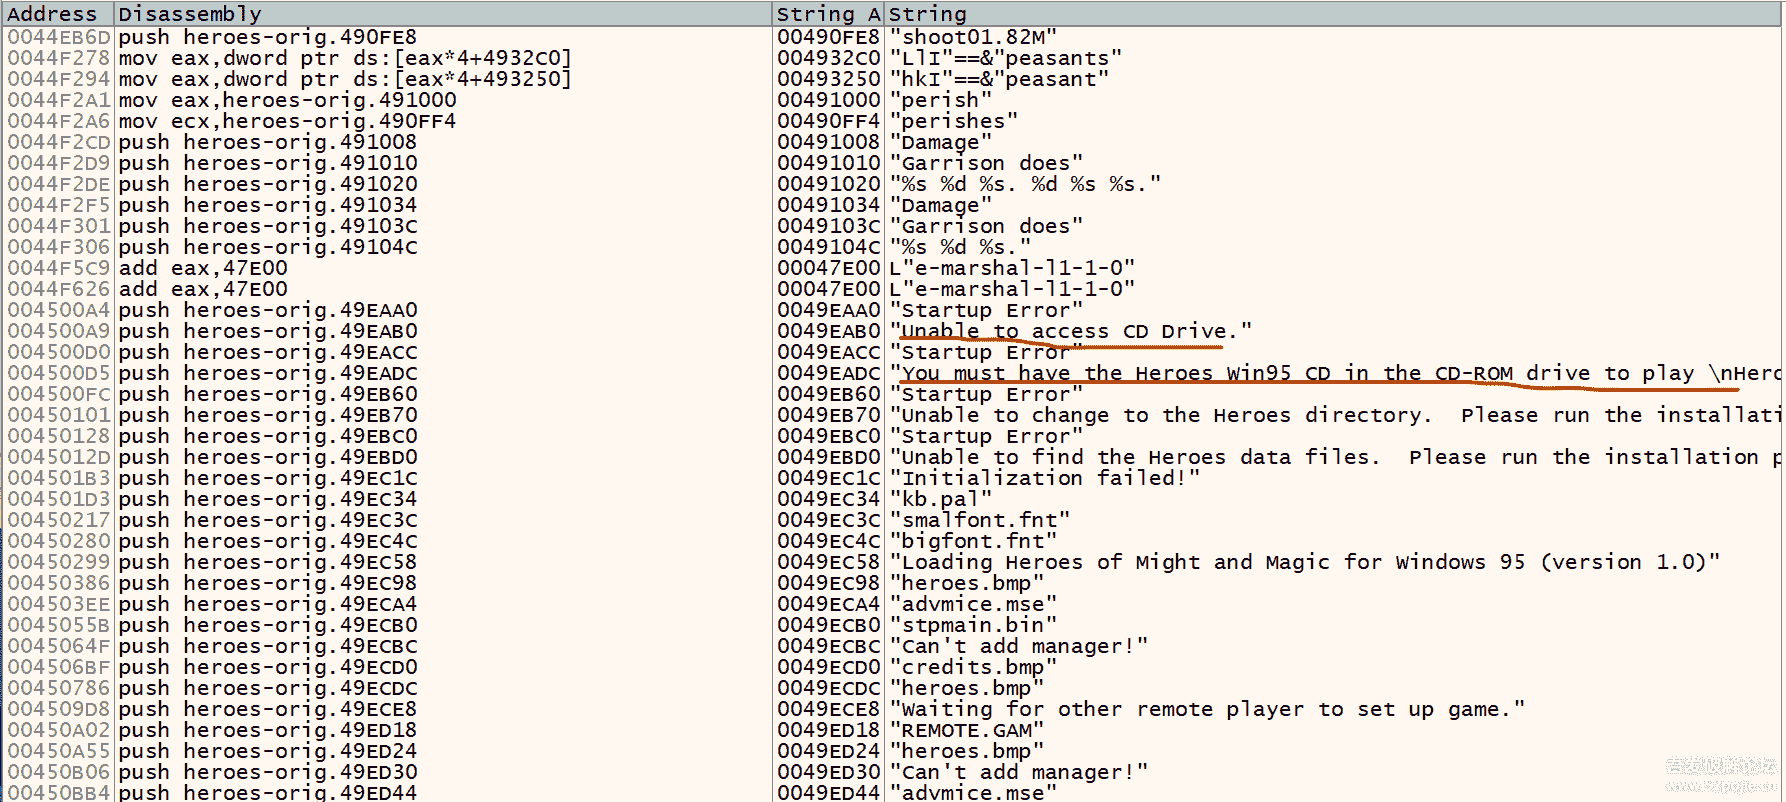 Address Disassembly String A String
0044EB6D push heroes-orig.490FE8 00490FE8 "shoot01.82M"
0044F278 mov eax,dword ptr ds:[eax*4+4932C0] 004932C0 "LlI"==&"peasants"
0044F294 mov eax,dword ptr ds:[eax*4+493250] 00493250 "hkI"==&"peasant"
0044F2A1 mov eax,heroes-orig.491000 00491000 "perish"
0044F2A6 mov ecx,heroes-orig.490FF4 00490FF4 "perishes"
0044F2CD push heroes-orig.491008 00491008 "Damage"
0044F2D9 push heroes-orig.491010 00491010 "Garrison does"
0044F2DE push heroes-orig.491020 00491020 "%s %d %s. %d %s %s."
0044F2F5 push heroes-orig.491034 00491034 "Damage"
0044F301 push heroes-orig.49103C 0049103C "Garrison does"
0044F306 push heroes-orig.49104C 0049104C "%s %d %s."
0044F5C9 add eax,47E00 00047E00 L"e-marshal-l1-1-0"
0044F626 add eax,47E00 00047E00 L"e-marshal-l1-1-0"
004500A4 push heroes-orig.49EAA0 0049EAA0 "Startup Error"
004500A9 push heroes-orig.49EAB0 0049EAB0 "Unable to access CD Drive."
004500D0 push heroes-orig.49EACC 0049EACC "Startup Error"
004500D5 push heroes-orig.49EADC 0049EADC "You must have the Heroes Win95 CD in the CD-ROM drive to play \nHero
004500FC push heroes-orig.49EB60 0049EB60 "Startup Error"
00450101 push heroes-orig.49EB70 0049EB70 "Unable to change to the Heroes directory.  Please run the installati
00450128 push heroes-orig.49EBC0 0049EBC0 "Startup Error"
0045012D push heroes-orig.49EBD0 0049EBD0 "Unable to find the Heroes data files.  Please run the installation p
004501B3 push heroes-orig.49EC1C 0049EC1C "Initialization failed!"
004501D3 push heroes-orig.49EC34 0049EC34 "kb.pal"
00450217 push heroes-orig.49EC3C 0049EC3C "smalfont.fnt"
00450280 push heroes-orig.49EC4C 0049EC4C "bigfont.fnt"
00450299 push heroes-orig.49EC58 0049EC58 "Loading Heroes of Might and Magic for Windows 95 (version 1.0)"
00450386 push heroes-orig.49EC98 0049EC98 "heroes.bmp"
004503EE push heroes-orig.49ECA4 0049ECA4 "advmice.mse"
0045055B push heroes-orig.49ECB0 0049ECB0 "stpmain.bin"
0045064F push heroes-orig.49ECBC 0049ECBC "Can't add manager!"
004506BF push heroes-orig.49ECD0 0049ECD0 "credits.bmp"
00450786 push heroes-orig.49ECDC 0049ECDC "heroes.bmp"
004509D8 push heroes-orig.49ECE8 0049ECE8 "Waiting for other remote player to set up game."
00450A02 push heroes-orig.49ED18 0049ED18 "REMOTE.GAM"
00450A55 push heroes-orig.49ED24 0049ED24 "heroes.bmp"
00450B06 push heroes-orig.49ED30 0049ED30 "Can't add manager!"
00450BB4 push heroes-orig.49ED44 0049ED44 "advmice.mse"
吾爱破解论坛
www.52pojie.cn